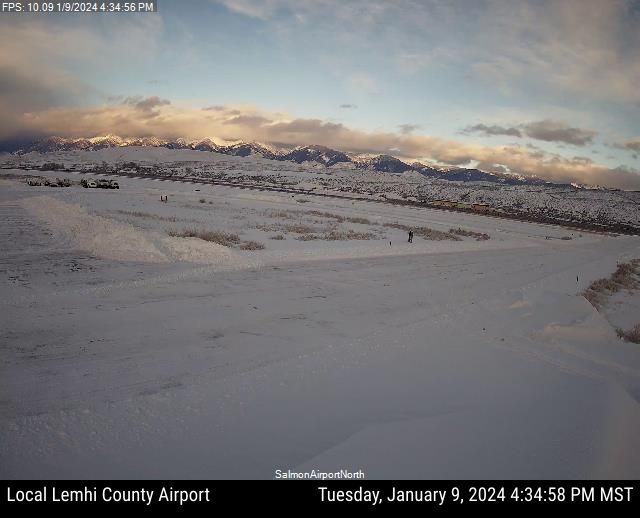 FPS: 10.09 1/9/2024 4:34:56 PM
SalmonAirportNorth
Local Lemhi County Airport Tuesday, January 9, 2024 4:34:58 PM MST